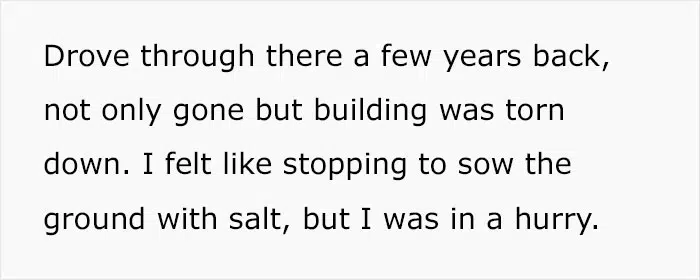 Drove through there a few years back,
not only gone but building was torn
down. I felt like stopping to sow the
ground with salt, but I was in a hurry.